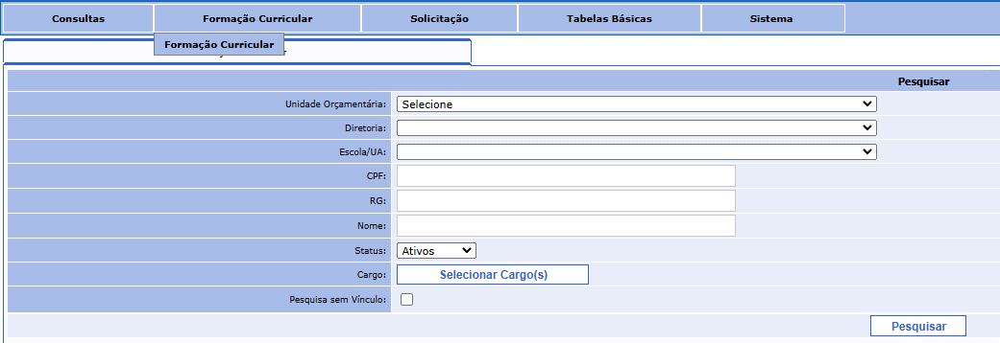 Consultas Formação Curricular Solicitação Tabelas Básicas Sistema
Formação Curricular
Pesquisar
Unidade Orçamentária: Selecione
Diretoria:
Escola/UA:
CPF:
RG:
Nome:
Status: Ativos
Cargo: Selecionar Cargo(s)
Pesquisa sem Vínculo:
Pesquisar